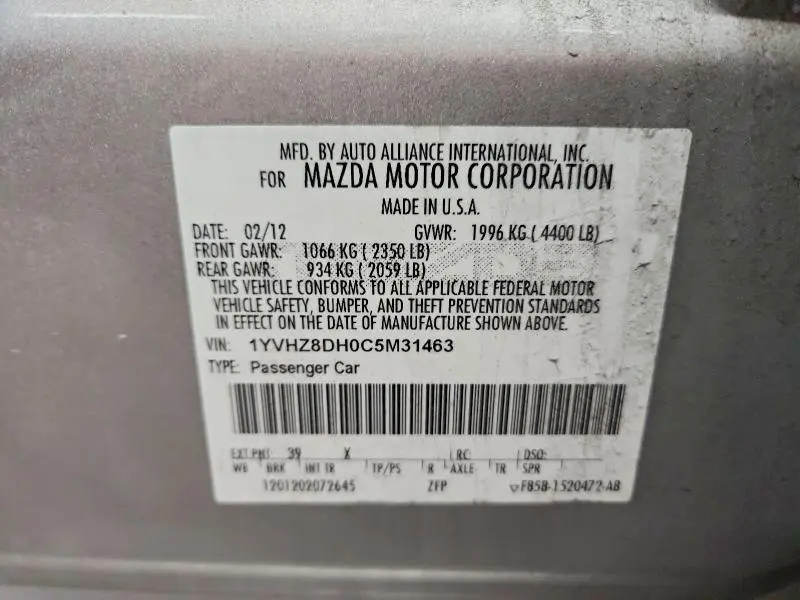 MFD. BY AUTO ALLIANCE INTERNATIONAL, INC.
FOR MAZDA MOTOR CORPORATION
MADE IN U.S.A.
DATE: 02/12 GVWR: 1996 KG ( 4400 LB)
FRONT GAWR: 1066 KG ( 2350 LB)
REAR GAWR: 934 KG ( 2059 LB)
THIS VEHICLE CONFORMS TO ALL APPLICABLE FEDERAL MOTOR
VEHICLE SAFETY, BUMPER, AND THEFT PREVENTION STANDARDS
IN EFFECT ON THE DATE OF MANUFACTURE SHOWN ABOVE.
VIN: 1YVHZ8DH0C5M31463
TYPE: Passenger Car
EXT PNT: 39 X RC: DSO:
WB BRK INT TR TP/PS R AXLE TR SPR
1201202072645 ZFP F85B-1520472-AB